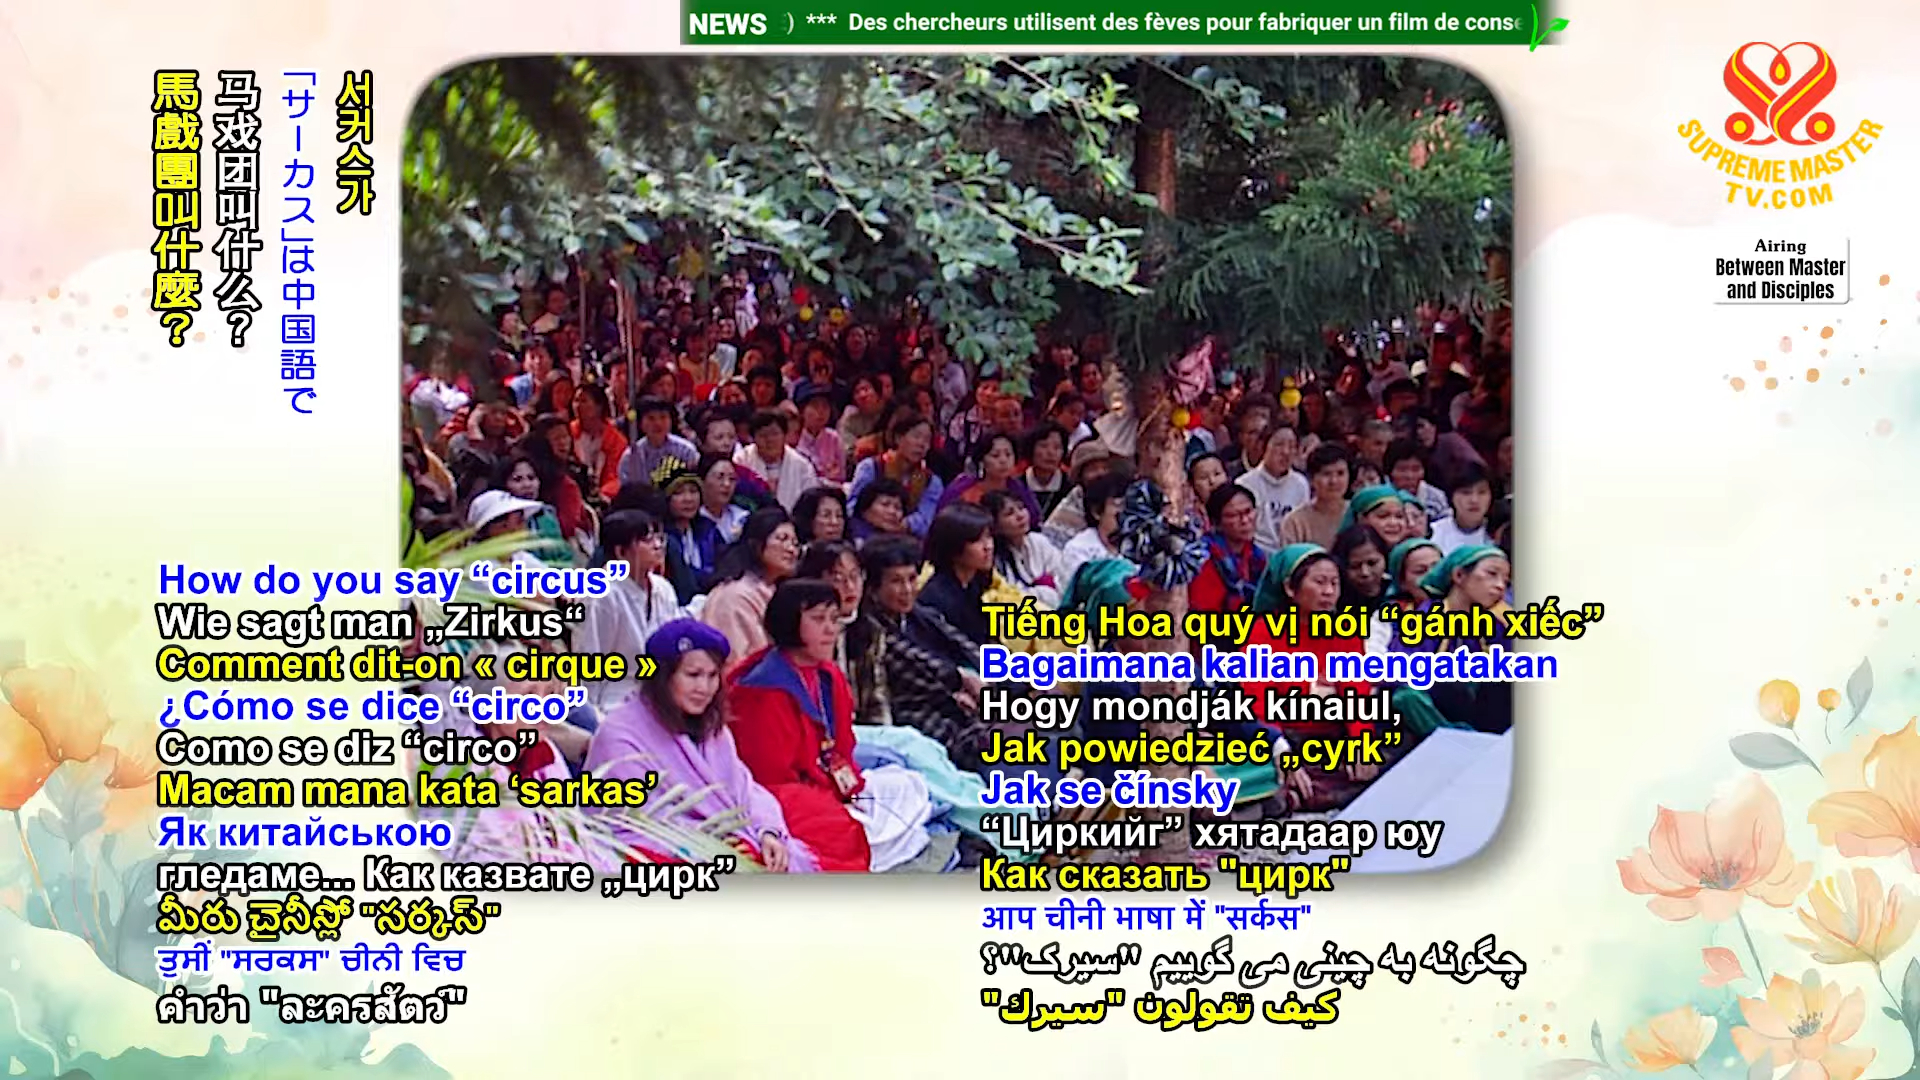 NEWS ) *** Des chercheurs utilisent des fèves pour fabriquer un film de conse
SUPREME MASTER
TV.COM
Airing
Between Master
and Disciples
서커스가
「サーカス」は中国語で
马戏团叫什么?
馬戲團叫什麼?
How do you say “circus”
Wie sagt man „Zirkus“
Comment dit-on « cirque »
¿Cómo se dice “circo”
Como se diz “circo”
Macam mana kata ‘sarkas’
Як китайською
гледаме... Как казвате „цирк”
మీరు చైనీస్లో "సర్కస్"
ਤੁਸੀਂ "ਸਰਕਸ" ਚੀਨੀ ਵਿਚ
คำว่า "ละครสัตว์"
Tiếng Hoa quý vị nói “gánh xiếc”
Bagaimana kalian mengatakan
Hogy mondják kínaiul,
Jak powiedzieć „cyrk”
Jak se čínsky
“Циркийг” хятадаар юу
Как сказать "цирк"
आप चीनी भाषा में "सर्कस"
چگونه به چینی می گوییم "سیرک"؟
كيف تقولون "سيرك"